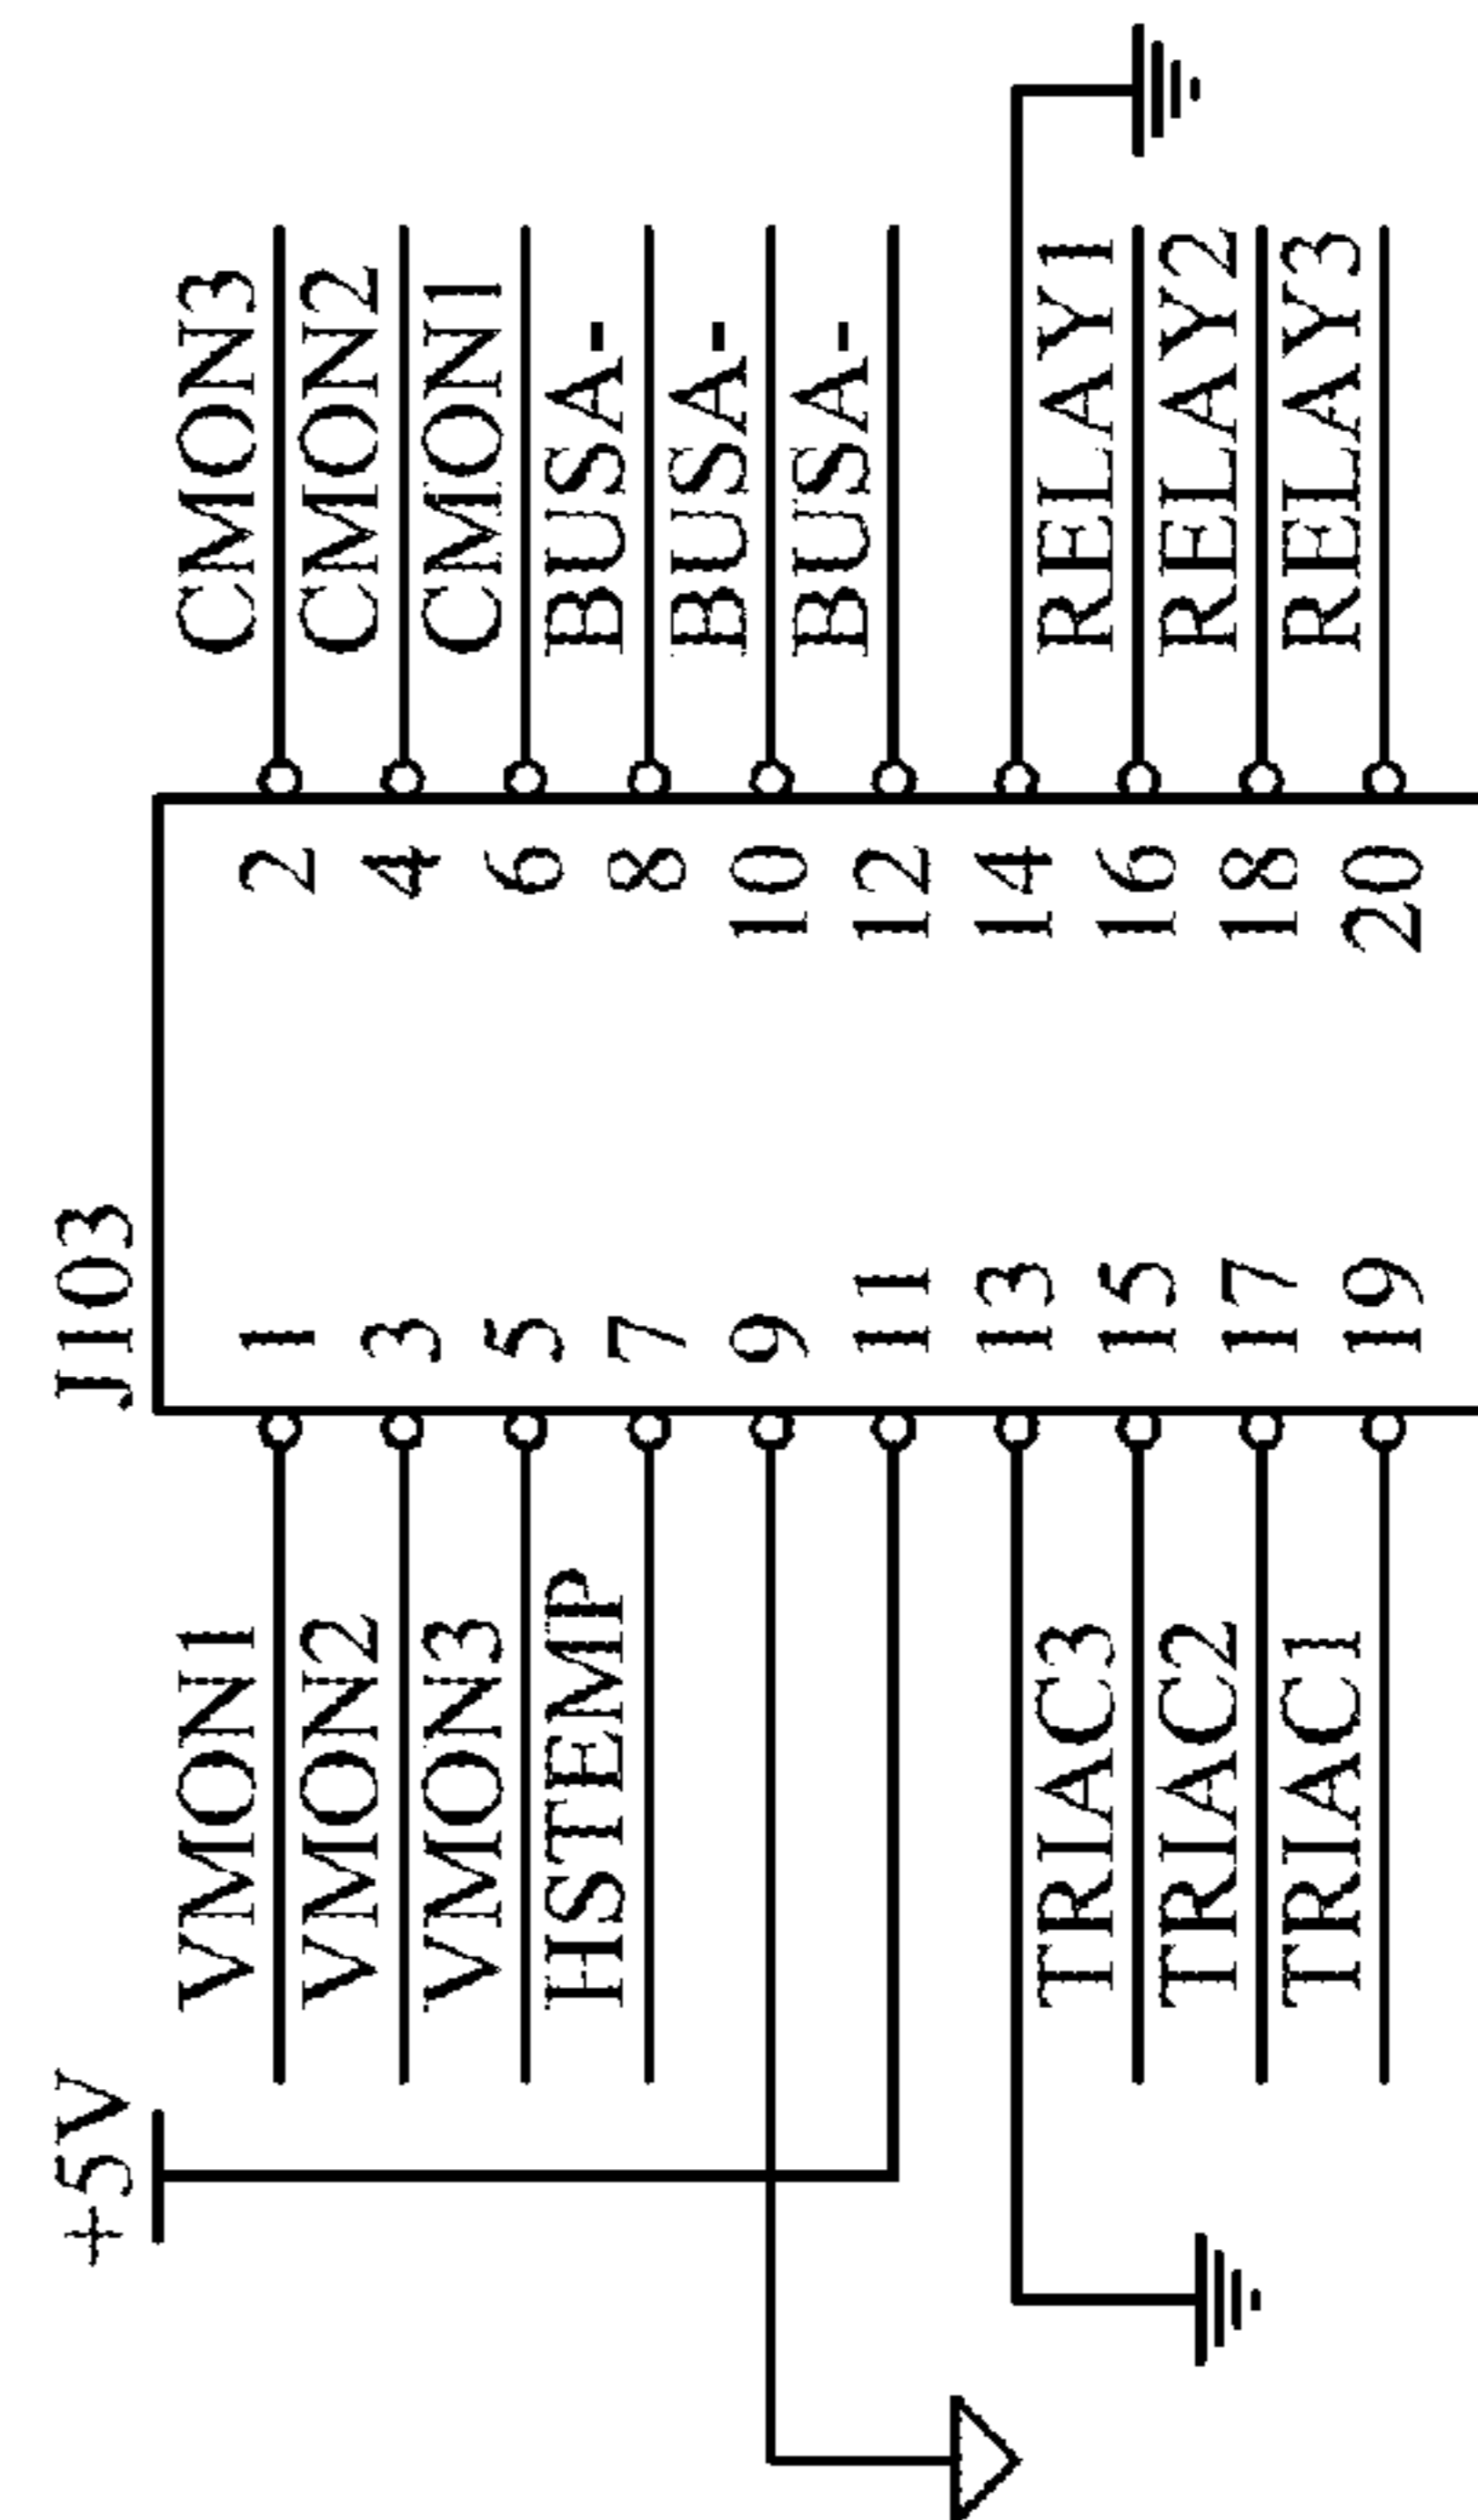 +5V
J103
VMON1 1 2 CMON3
VMON2 3 4 CMON2
VMON3 5 6 CMON1
HSTEMP 7 8 BUSA-
9 10 BUSA-
11 12 BUSA-
13 14
TRIAC3 15 16 RELAY1
TRIAC2 17 18 RELAY2
TRIAC1 19 20 RELAY3